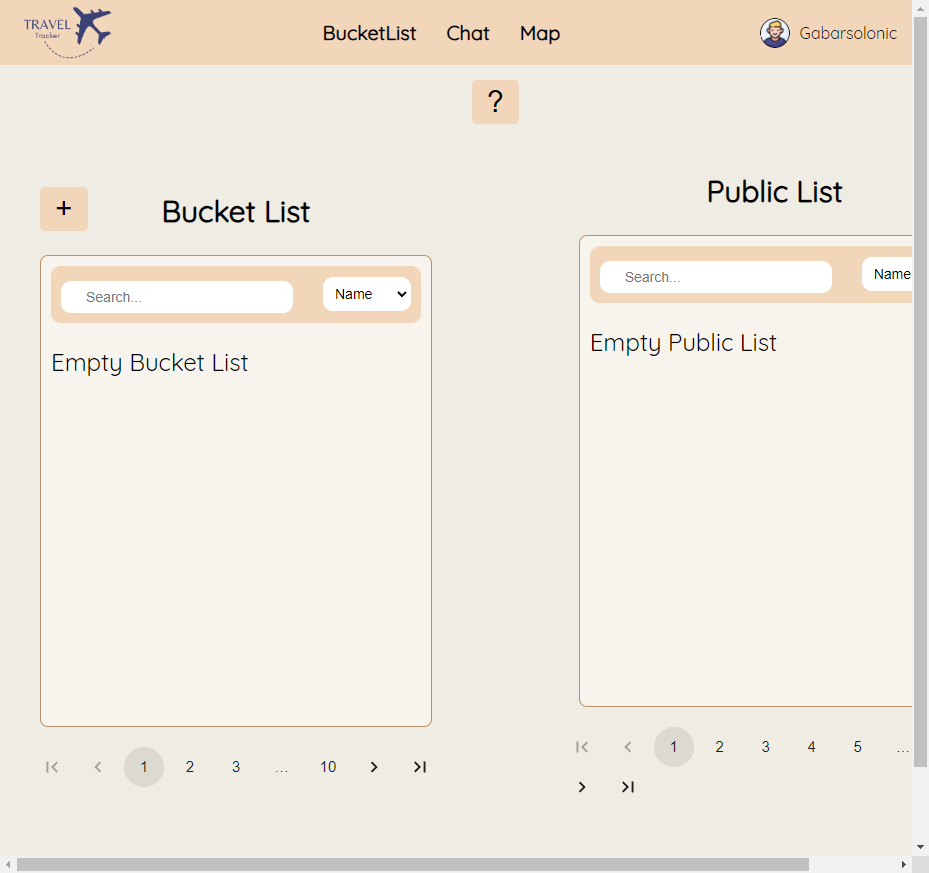 TRAVEL
Tracker
BucketList Chat Map
Gabarsolonic
?
+
Bucket List
Search...
Name
Empty Bucket List
1 2 3 ... 10
Public List
Search...
Name
Empty Public List
1 2 3 4 5 ...